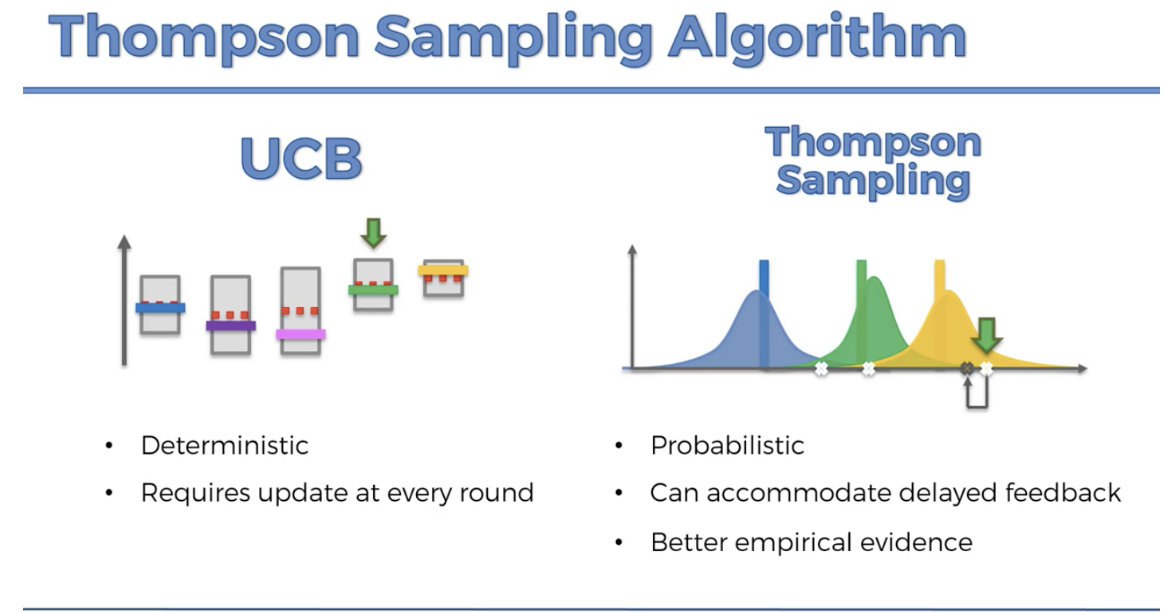 Thompson Sampling Algorithm
UCB
• Deterministic
• Requires update at every round
Thompson
Sampling
• Probabilistic
• Can accommodate delayed feedback
• Better empirical evidence